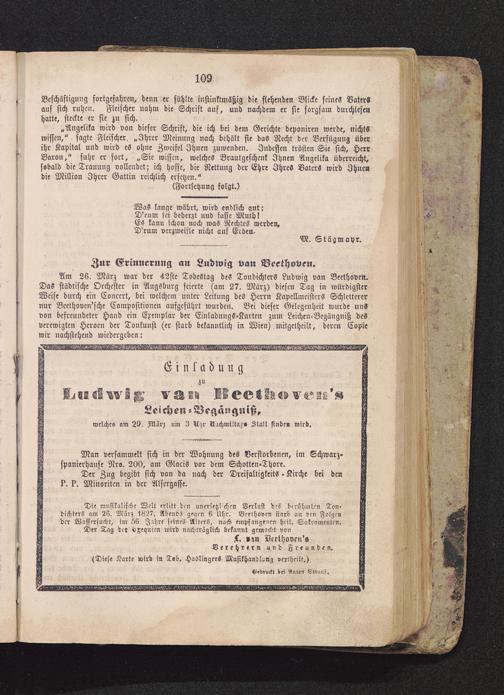 109
Beschäftigung fortgefahren, denn er fühlte instinktmäßig die flehenden Blicke seines Vaters
auf sich ruhen. Fleischer nahm die Schrift auf, und nachdem er sie sorgsam durchlesen
hatte, steckte er sie zu sich.
„Angelika wird von dieser Schrift, die ich bei dem Gerichte deponiren werde, nichts
wissen,“ sagte Fleischer. „Ihrer Meinung nach behält sie das Recht der Verfügung über
ihr Kapital und wird es ohne Zweifel Ihnen zuwenden. Indessen trösten Sie sich, Herr
Baron,“ fuhr er fort, „Sie wissen, welches Brautgeschenk Ihnen Angelika überreicht,
sobald die Trauung vollendet; ich hoffe, die Rettung der Ehre Ihres Vaters wird Ihnen
die Million Ihrer Gattin reichlich ersetzen.“
(Fortsetzung folgt.)
Was lange währt, wird endlich gut;
D'rum sei beherzt und fasse Muth!
Es kann schon noch was Rechtes werden,
D'rum verzweifle nicht auf Erden.
M. Stägmayr.
Zur Erinnerung an Ludwig van Beethoven.
Am 26. März war der 42ste Todestag des Tondichters Ludwig van Beethoven.
Das städtische Orchester in Augsburg feierte (am 27. März) diesen Tag in würdigster
Weise durch ein Concert, bei welchem unter Leitung des Herrn Kapellmeisters Schletterer
nur Beethoven'sche Compositionen aufgeführt wurden. Bei dieser Gelegenheit wurde uns
von befreundeter Hand ein Exemplar der Einladungs-Karten zum Leichen-Begängniß des
verewigten Heroen der Tonkunst (er starb bekanntlich in Wien) mitgetheilt, deren Copie
wir nachstehend wiedergeben:
Einladung
zu
Ludwig van Beethoven's
Leichen-Begängniß,
welches am 29. März um 3 Uhr Nachmittags Statt finden wird.
Man versammelt sich in der Wohnung des Verstorbenen, im Schwarz-
spanierhause Nro. 200, am Glacis vor dem Schotten-Thore.
Der Zug begibt sich von da nach der Dreifaltigkeits-Kirche bei den
P. P. Minoriten in der Alsergasse.
Die musikalische Welt erlitt den unersetzlichen Verlust des berühmten Ton-
dichters am 26. März 1827, Abends gegen 6 Uhr. Beethoven starb an den Folgen
der Wassersucht, im 56. Jahre seines Alters, nach empfangenen heil. Sakramenten.
Der Tag der Exequien wird nachträglich bekannt gemacht von
L. van Beethoven's
Verehrern und Freunden.
(Diese Karte wird in Tob. Haslingers Musikhandlung vertheilt.)
Gedruckt bei Anton Strauß.